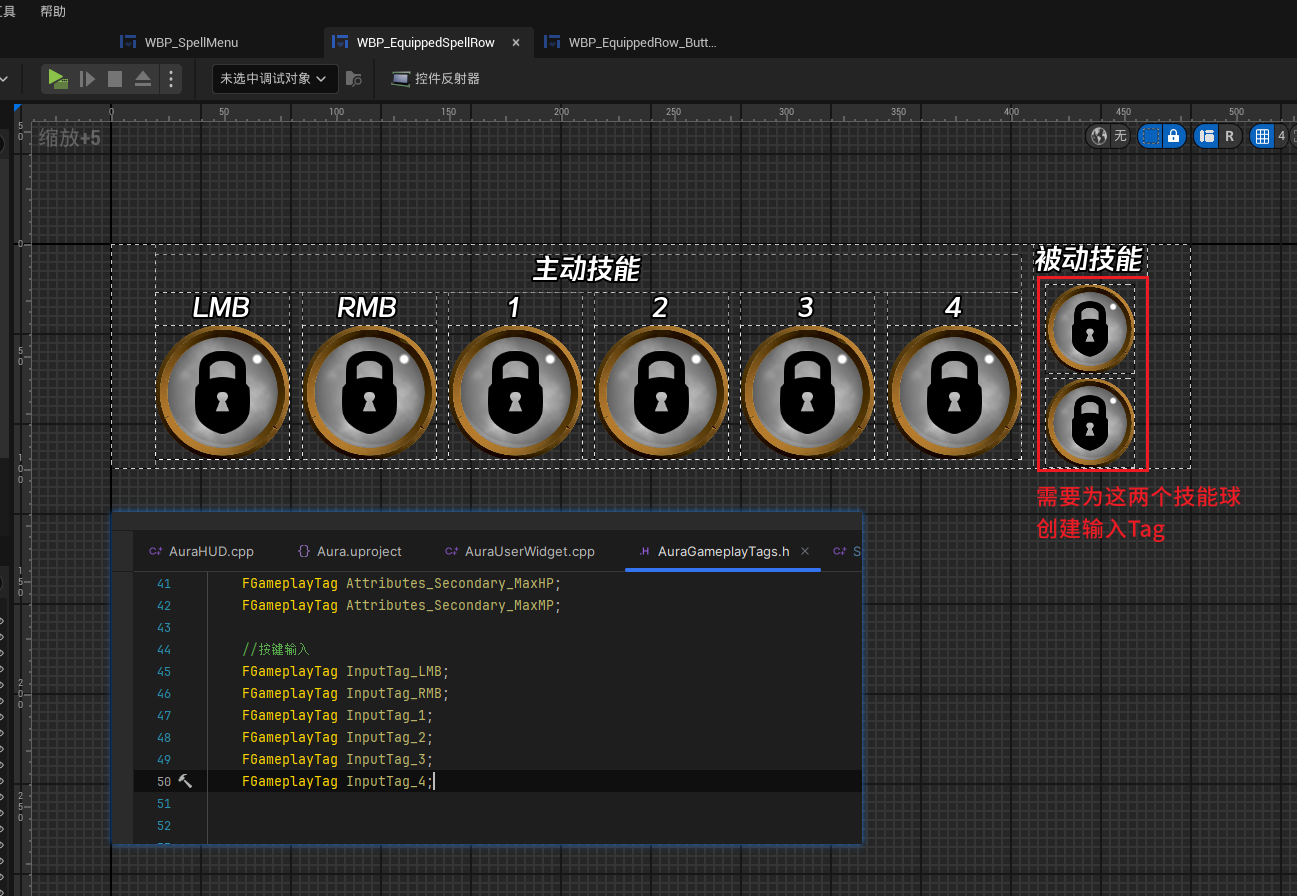 工具 帮助
WBP_SpellMenu WBP_EquippedSpellRow WBP_EquippedRow_Butt...
未选中调试对象 控件反射器
0 50 100 150 200 250 300 350 400 450 500
缩放+5
无 R 4
主动技能 被动技能
LMB RMB 1 2 3 4
需要为这两个技能球
创建输入Tag
AuraHUD.cpp Aura.uproject AuraUserWidget.cpp AuraGameplayTags.h S
41 FGameplayTag Attributes_Secondary_MaxHP;
42 FGameplayTag Attributes_Secondary_MaxMP;
43
44 //按键输入
45 FGameplayTag InputTag_LMB;
46 FGameplayTag InputTag_RMB;
47 FGameplayTag InputTag_1;
48 FGameplayTag InputTag_2;
49 FGameplayTag InputTag_3;
50 FGameplayTag InputTag_4;
51
52